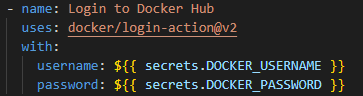 - name: Login to Docker Hub
  uses: docker/login-action@v2
  with:
    username: ${{ secrets.DOCKER_USERNAME }}
    password: ${{ secrets.DOCKER_PASSWORD }}